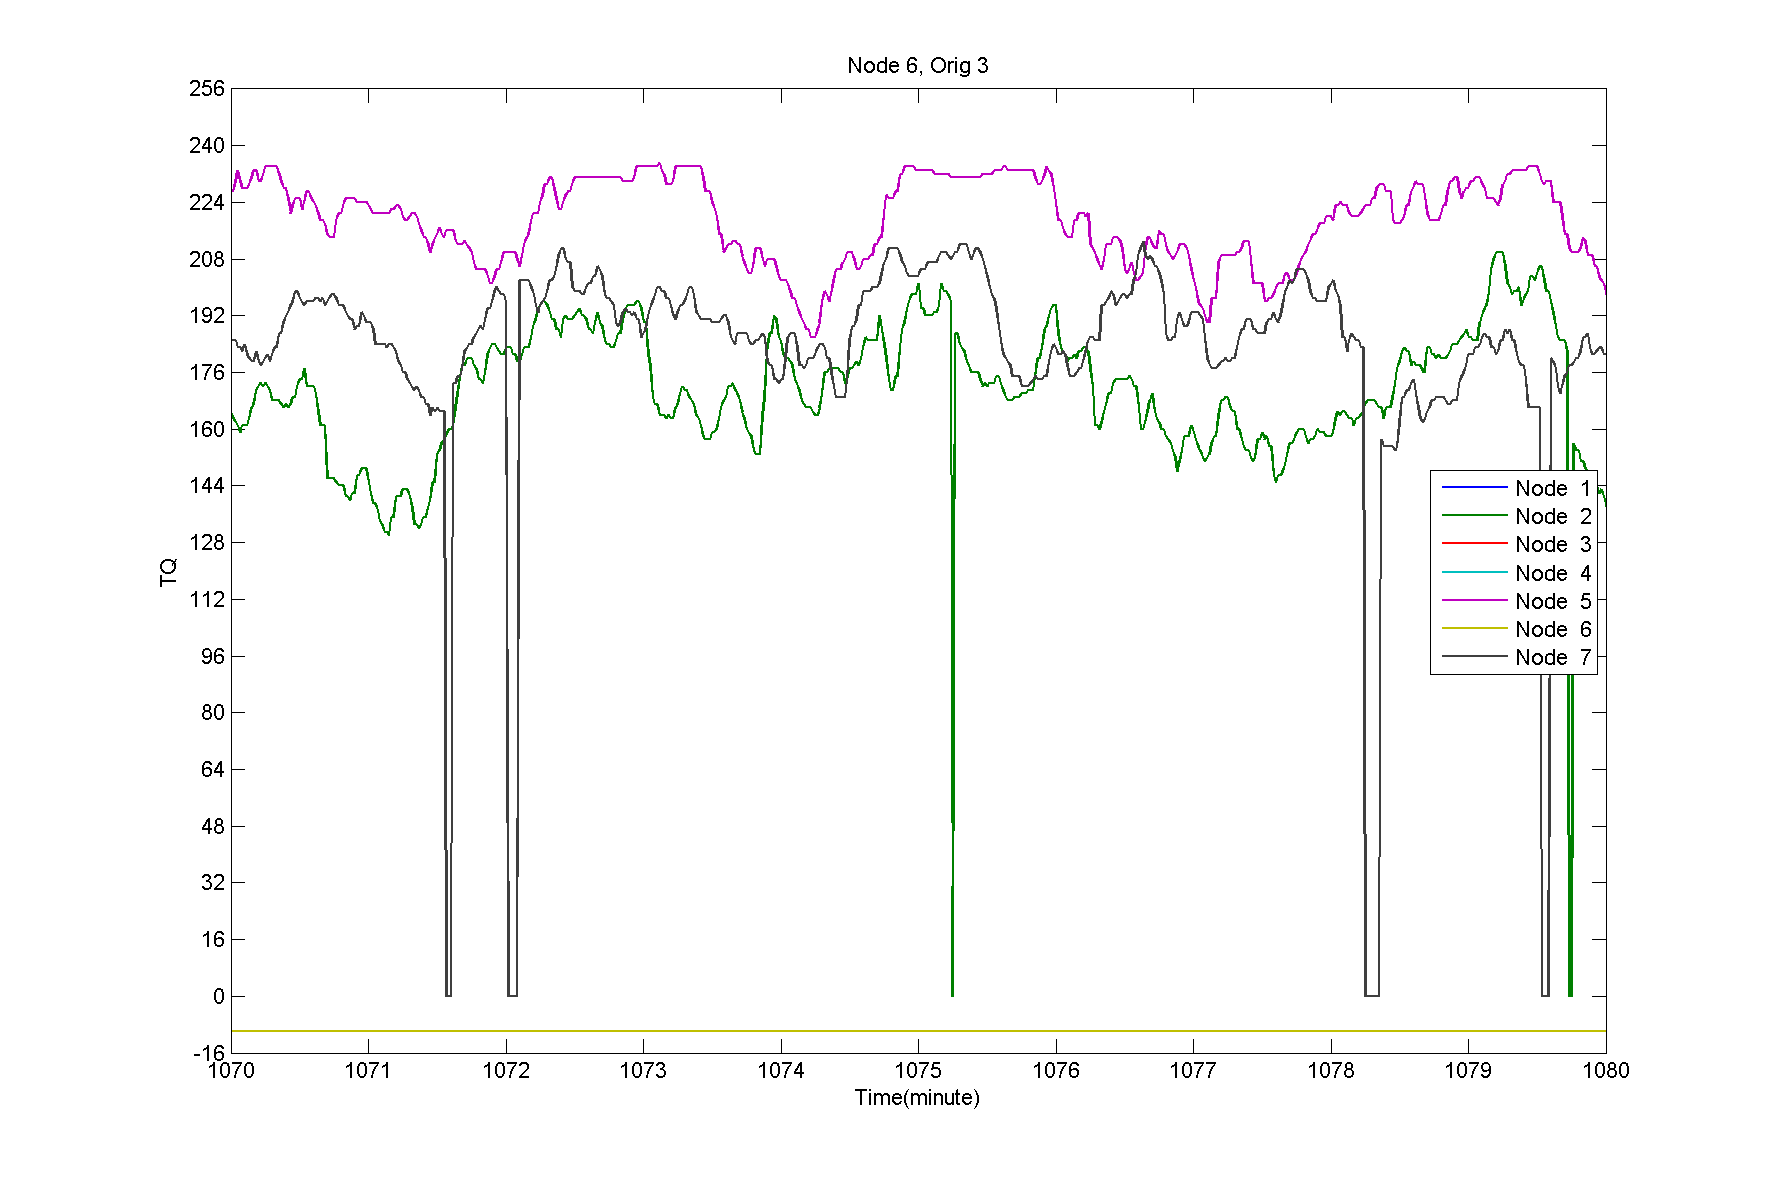 Node 6, Orig 3
256
240
224
208
192
176
160
144
128
112
96
80
64
48
32
16
0
-16
TQ
Node 1
Node 2
Node 3
Node 4
Node 5
Node 6
Node 7
1070 1071 1072 1073 1074 1075 1076 1077 1078 1079 1080
Time(minute)